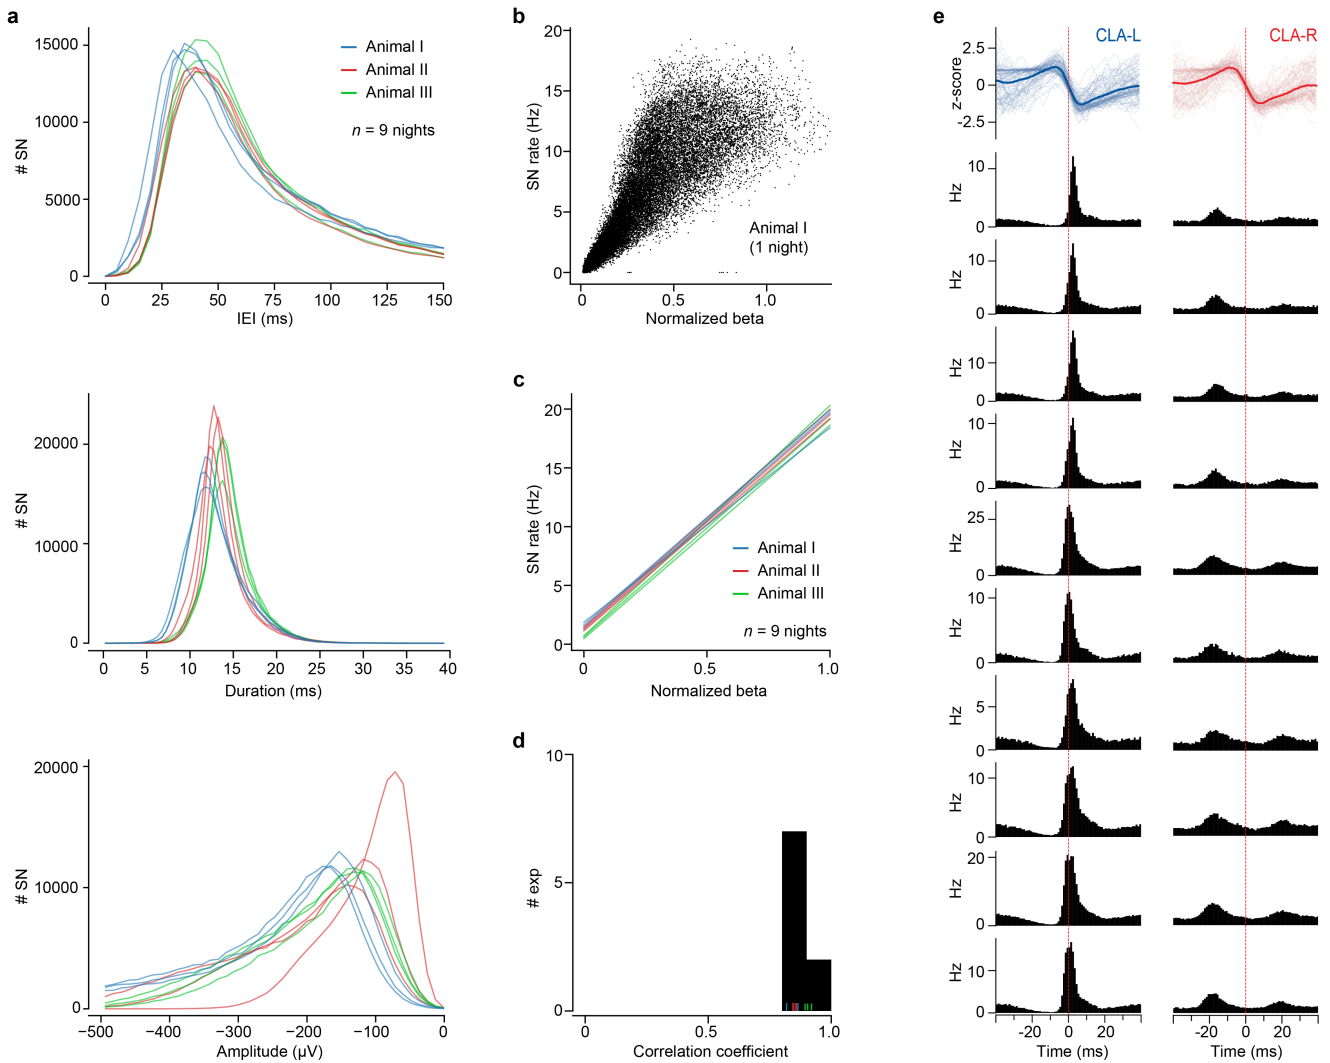 a
15000
10000
5000
0
# SN
0
25
50
75
100
125
150
IEI (ms)
Animal I
Animal II
Animal III
n = 9 nights
20000
10000
0
# SN
0
5
10
15
20
25
30
35
40
Duration (ms)
20000
10000
0
# SN
−500
−400
−300
−200
−100
0
Amplitude (µV)
b
20
15
10
5
0
SN rate (Hz)
0
0.5
1.0
Normalized beta
Animal I
(1 night)
c
20
15
10
5
0
SN rate (Hz)
0
0.5
1.0
Normalized beta
Animal I
Animal II
Animal III
n = 9 nights
d
10
5
0
# exp
0
0.5
1.0
Correlation coefficient
e
CLA-L
CLA-R
2.5
0
-2.5
z-score
10
0
Hz
10
0
Hz
10
0
Hz
10
0
Hz
25
0
Hz
10
0
Hz
5
0
Hz
10
0
Hz
20
0
Hz
10
0
Hz
-20
0
20
Time (ms)
-20
0
20
Time (ms)